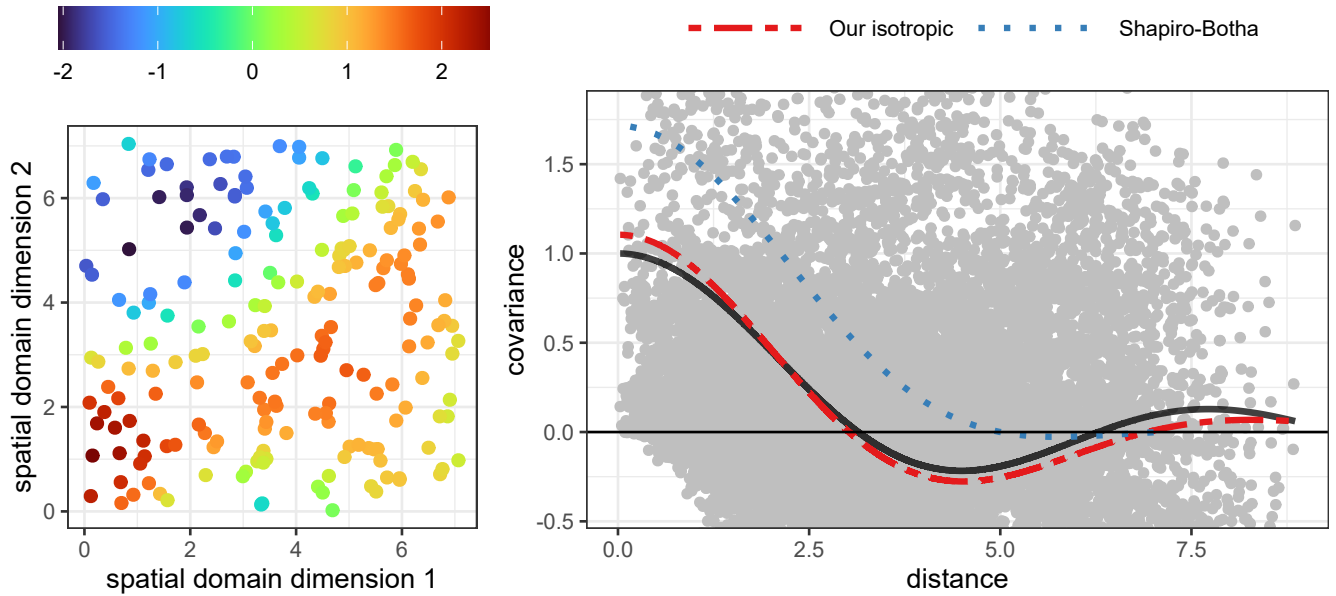 -2 -1 0 1 2
spatial domain dimension 2
6
4
2
0
0 2 4 6
spatial domain dimension 1
Our isotropic Shapiro-Botha
covariance
1.5
1.0
0.5
0.0
-0.5
0.0 2.5 5.0 7.5
distance